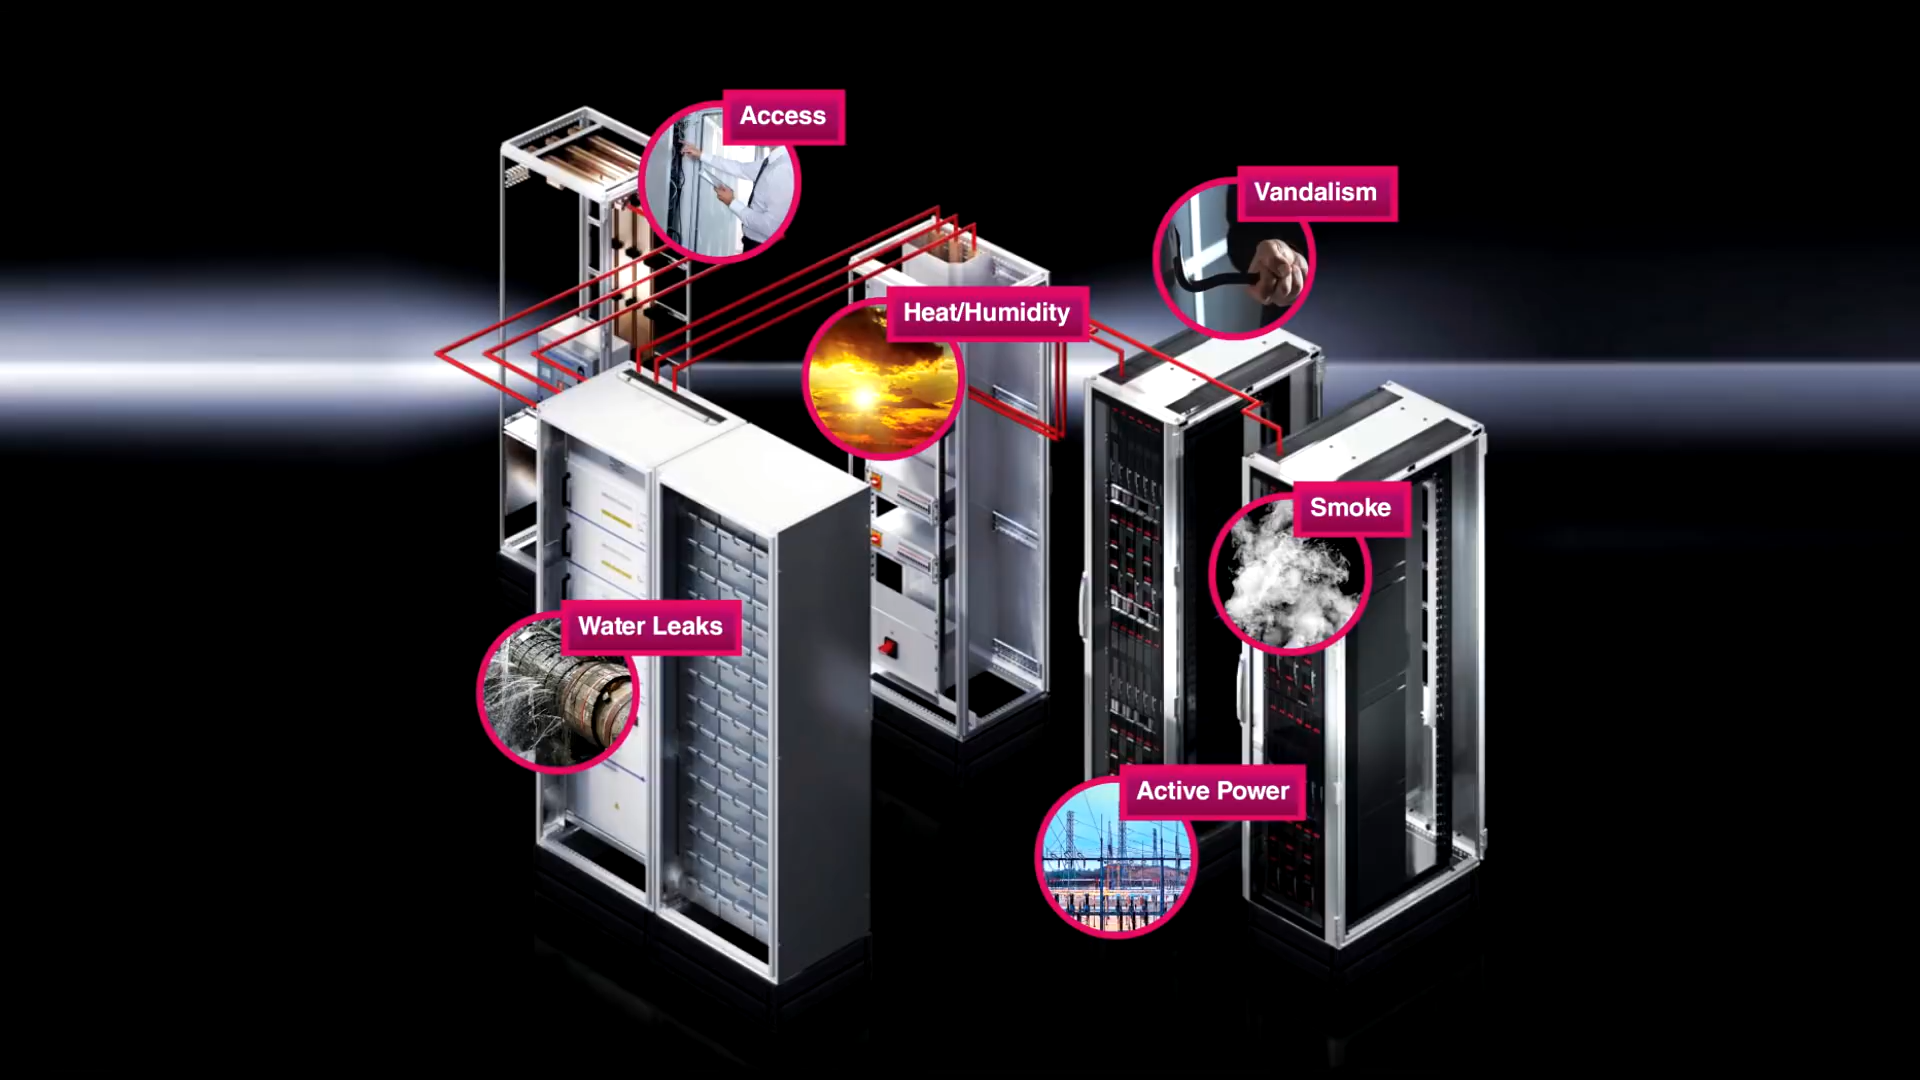 Access
Vandalism
Heat/Humidity
Smoke
Water Leaks
Active Power